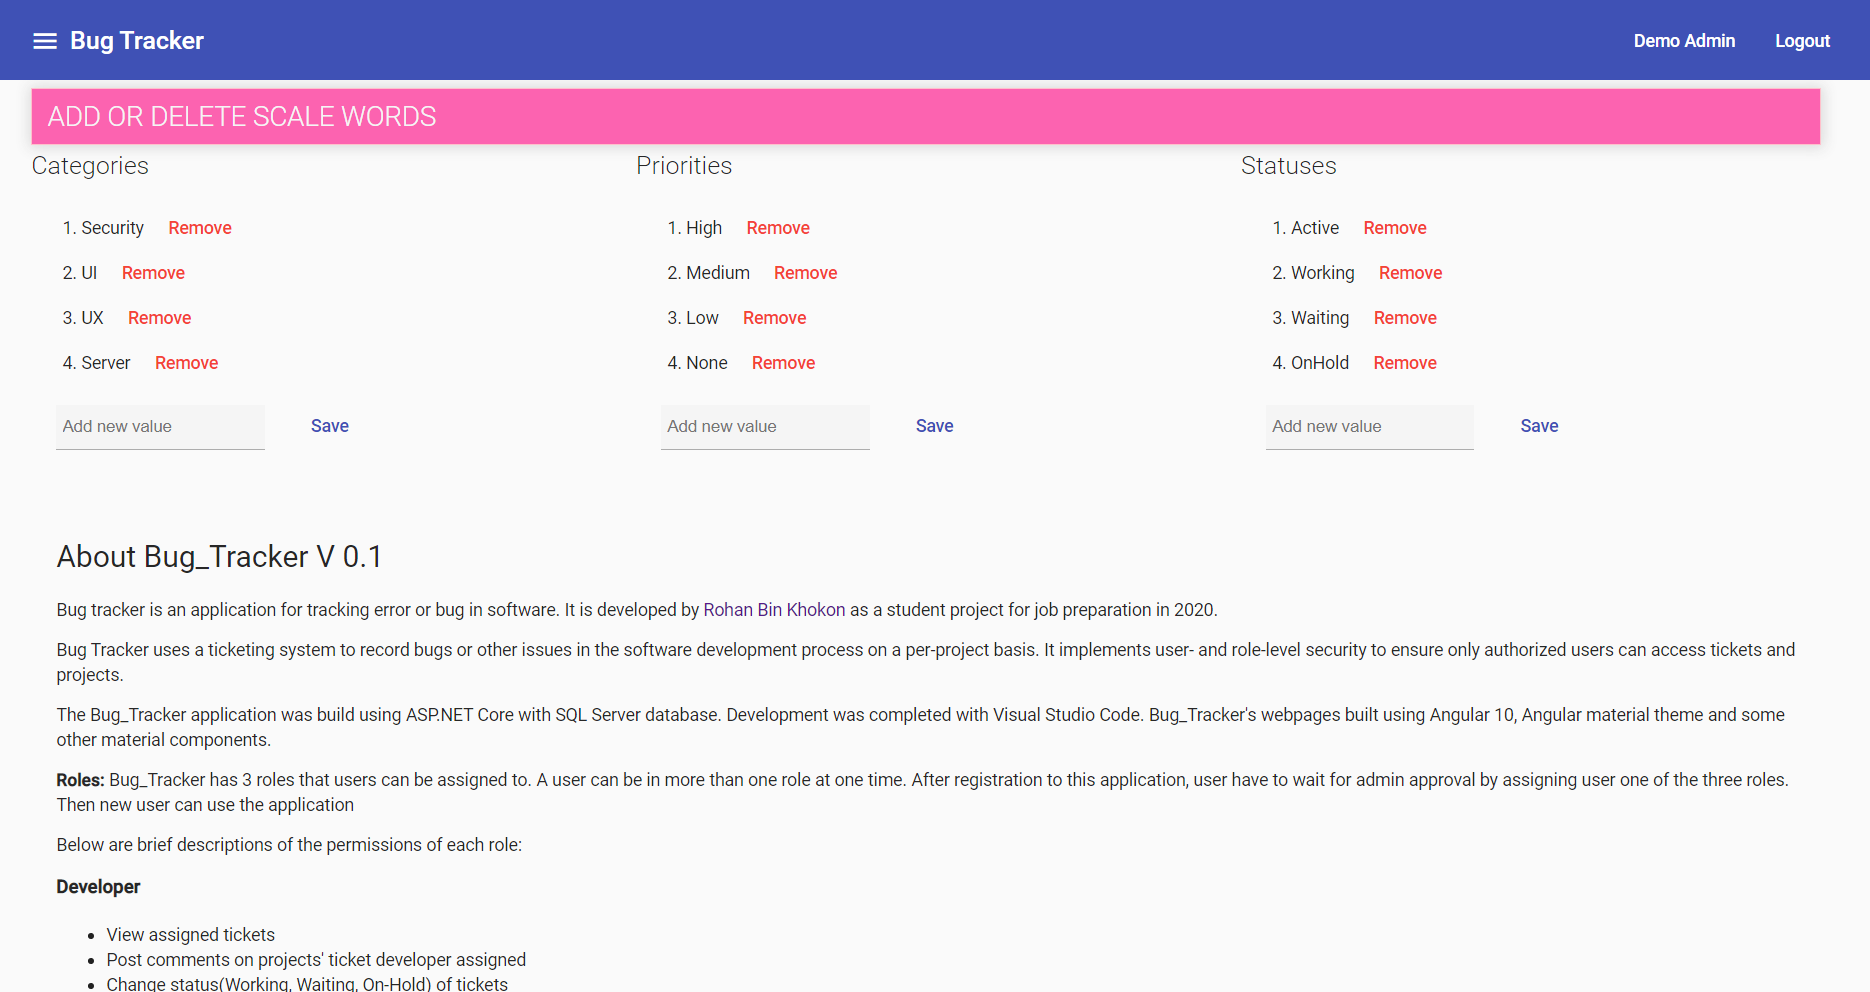 Bug Tracker
Demo Admin
Logout
ADD OR DELETE SCALE WORDS
Categories
1. Security Remove
2. UI Remove
3. UX Remove
4. Server Remove
Add new value Save
Priorities
1. High Remove
2. Medium Remove
3. Low Remove
4. None Remove
Add new value Save
Statuses
1. Active Remove
2. Working Remove
3. Waiting Remove
4. OnHold Remove
Add new value Save
About Bug_Tracker V 0.1
Bug tracker is an application for tracking error or bug in software. It is developed by Rohan Bin Khokon as a student project for job preparation in 2020.
Bug Tracker uses a ticketing system to record bugs or other issues in the software development process on a per-project basis. It implements user- and role-level security to ensure only authorized users can access tickets and
projects.
The Bug_Tracker application was build using ASP.NET Core with SQL Server database. Development was completed with Visual Studio Code. Bug_Tracker's webpages built using Angular 10, Angular material theme and some
other material components.
Roles: Bug_Tracker has 3 roles that users can be assigned to. A user can be in more than one role at one time. After registration to this application, user have to wait for admin approval by assigning user one of the three roles.
Then new user can use the application
Below are brief descriptions of the permissions of each role:
Developer
• View assigned tickets
• Post comments on projects' ticket developer assigned
• Change status(Working, Waiting, On-Hold) of tickets